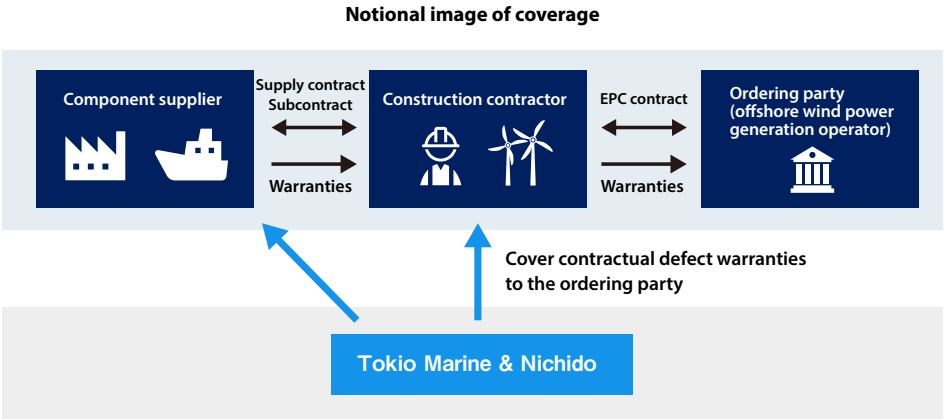 Notional image of coverage
Component supplier
Supply contract
Subcontract
Warranties
Construction contractor
EPC contract
Warranties
Ordering party
(offshore wind power
generation operator)
Cover contractual defect warranties
to the ordering party
Tokio Marine & Nichido